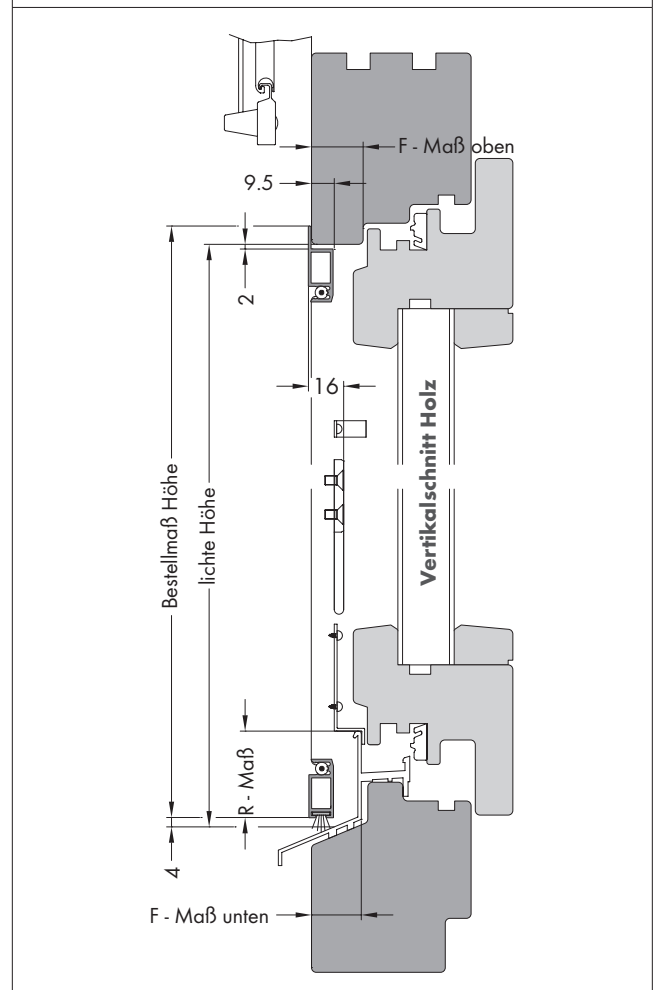 F - Maß oben
9.5
2
16
Bestellmaß Höhe
lichte Höhe
Vertikalschnitt Holz
R - Maß
4
F - Maß unten